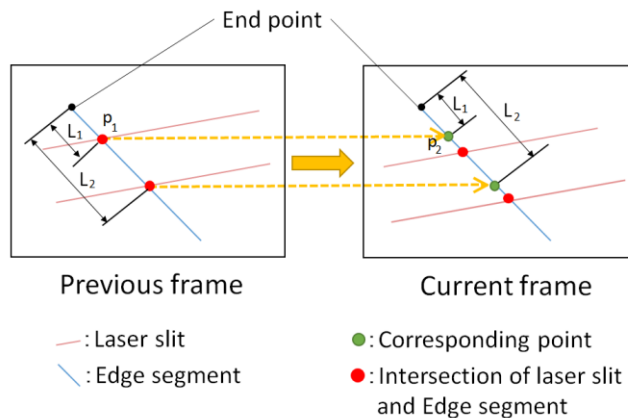 End point
p1
L1
L2
L1
L2
p2
Previous frame
Current frame
: Laser slit
: Edge segment
: Corresponding point
: Intersection of laser slit
and Edge segment